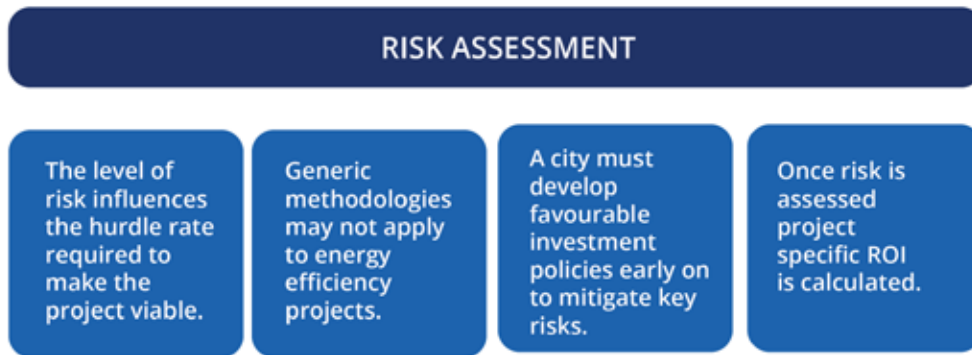 RISK ASSESSMENT
The level of
risk influences
the hurdle rate
required to
make the
project viable.
Generic
methodologies
may not apply
to energy
efficiency
projects.
A city must
develop
favourable
investment
policies early on
to mitigate key
risks.
Once risk is
assessed
project
specific ROI
is calculated.